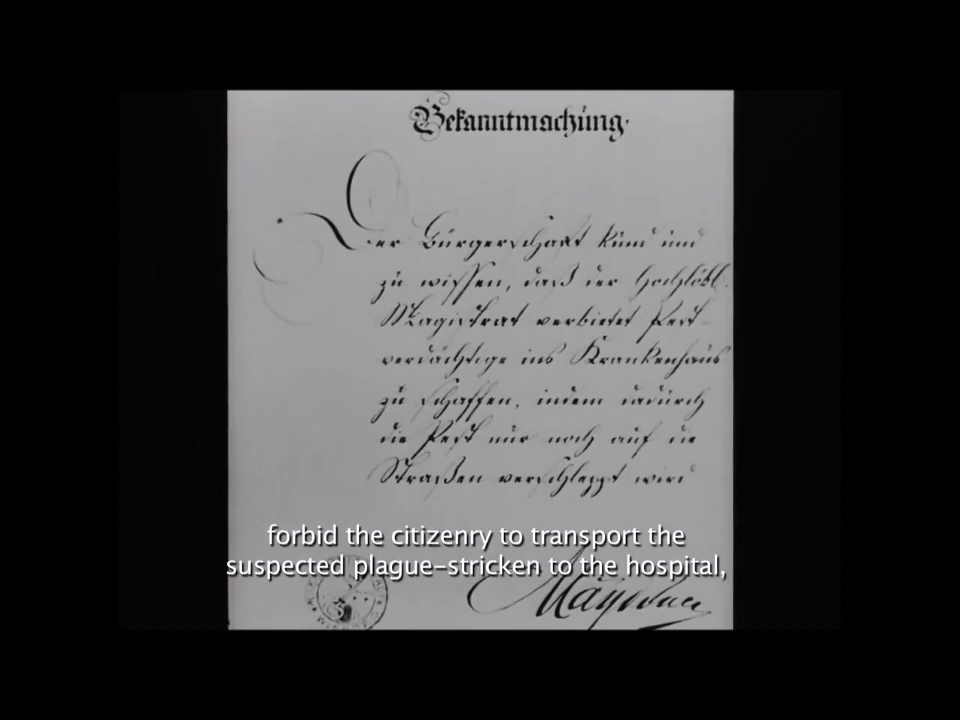 Bekanntmachung.
Der Bürgerschaft kund und
zu wissen, daß der Hochlöbl.
Magistrat verbietet Pest-
verdächtige ins Krankenhaus
zu schaffen, indem dadurch
die Pest nur noch auf die
Straßen verschleppt wird
forbid the citizenry to transport the
suspected plague-stricken to the hospital,